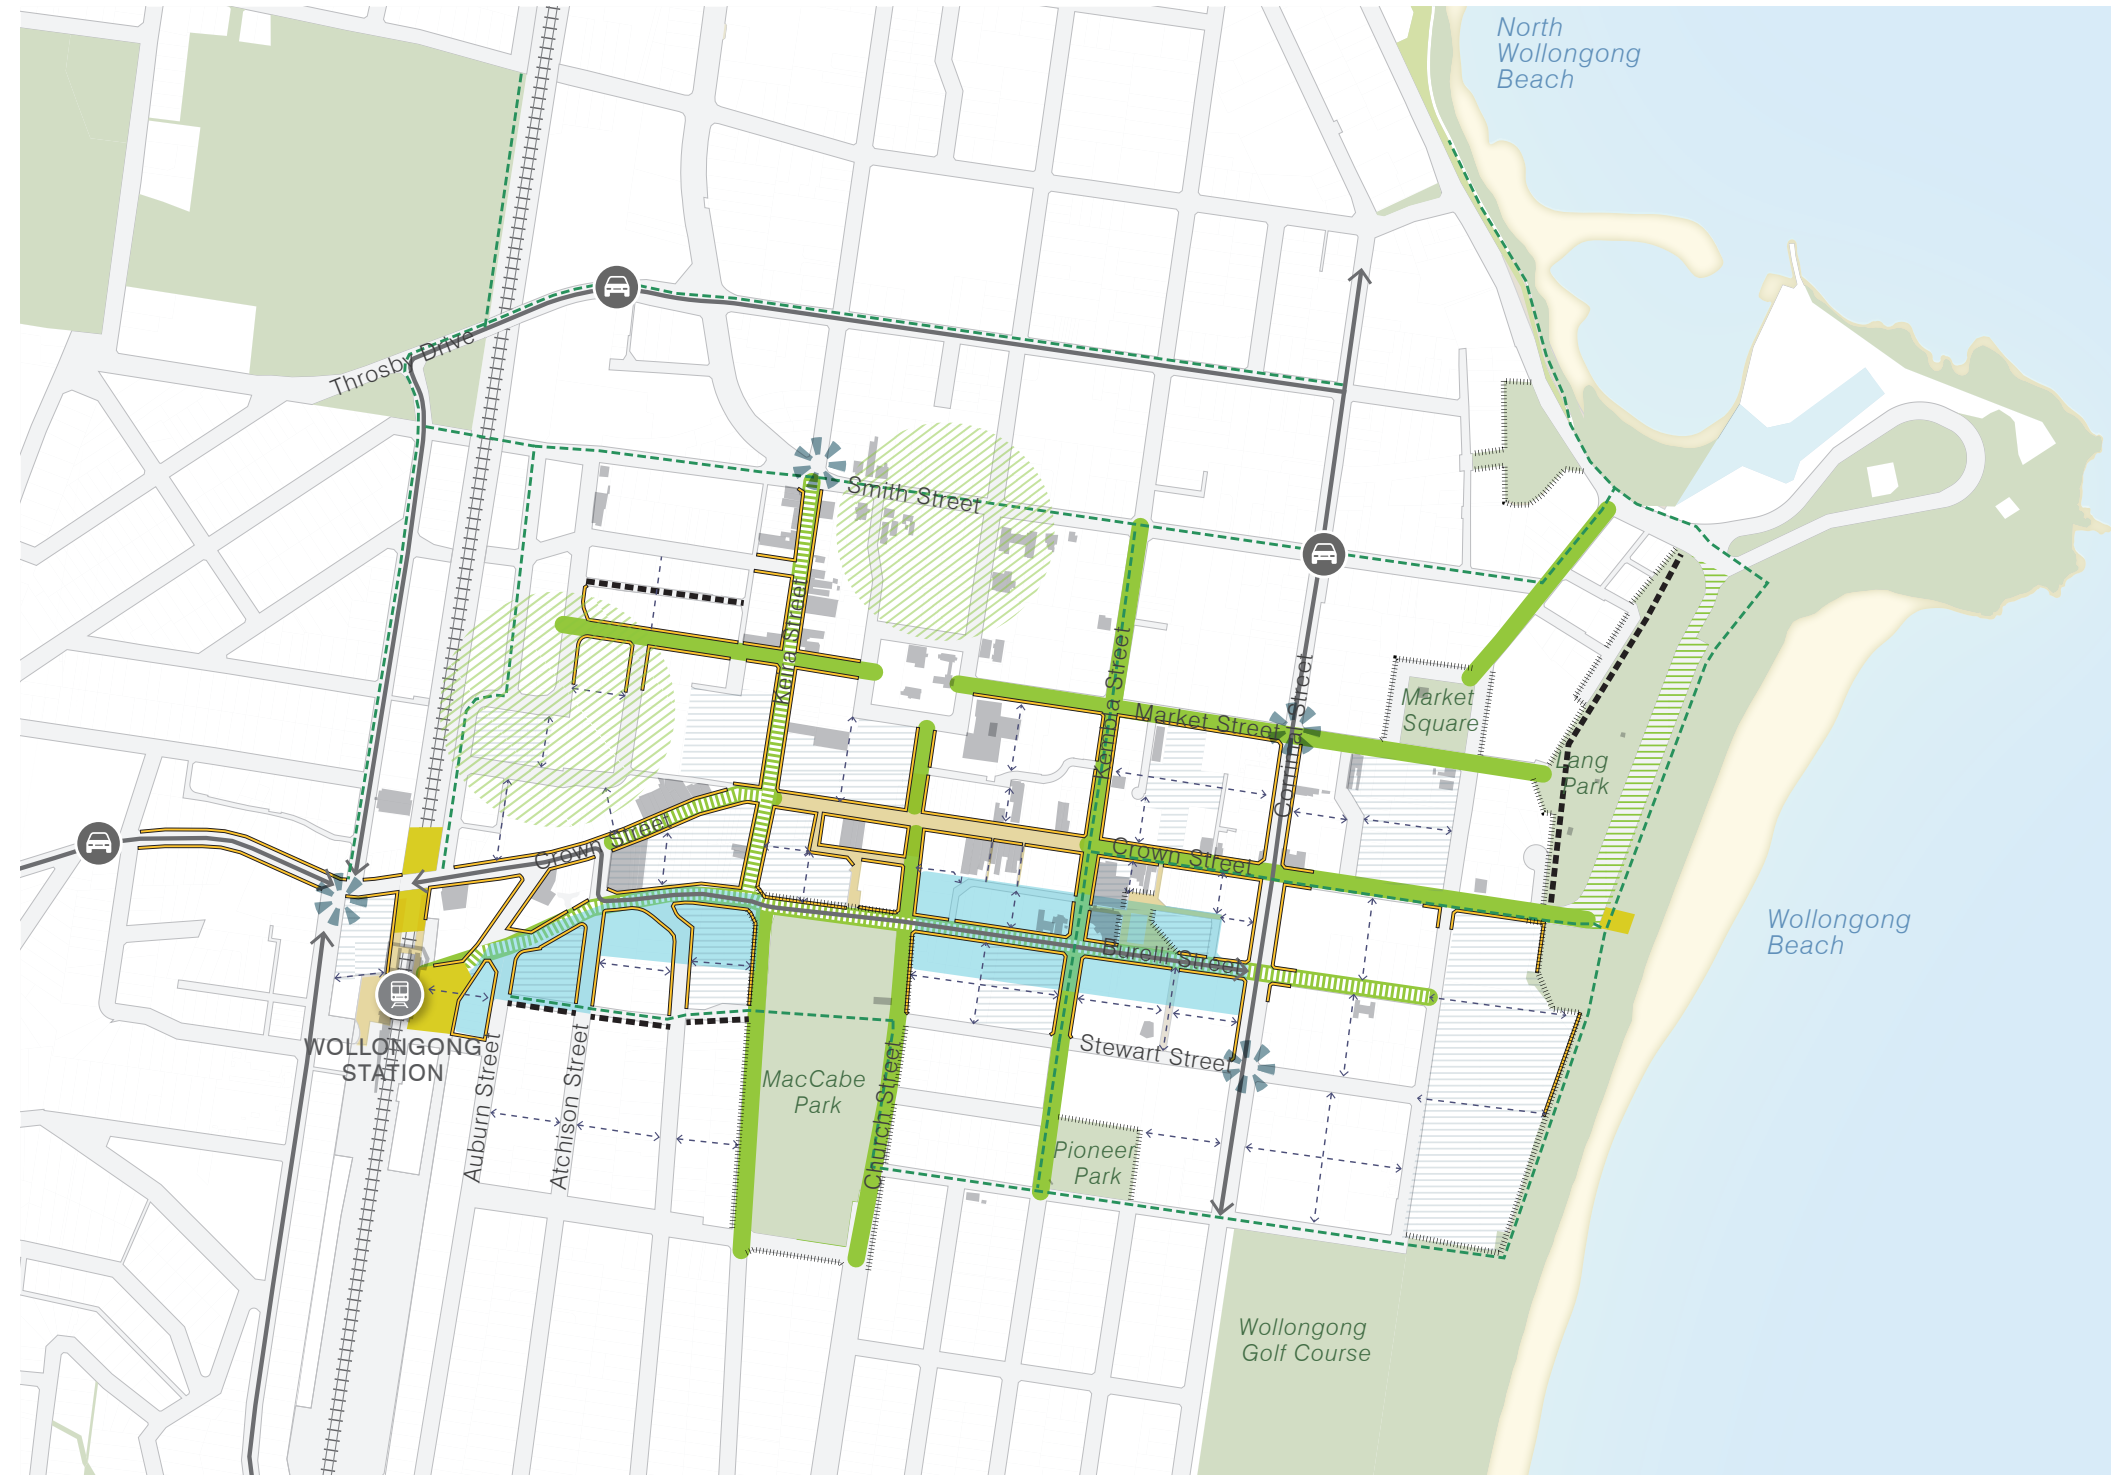 North
Wollongong
Beach
Throsby Drive
Smith Street
Keira Street
Kembla Street
Market Street
Corrimal Street
Market
Square
Lang
Park
Crown Street
Crown Street
Wollongong
Beach
Burelli Street
WOLLONGONG
STATION
Stewart Street
Auburn Street
Atchison Street
MacCabe
Park
Church Street
Pioneer
Park
Wollongong
Golf Course